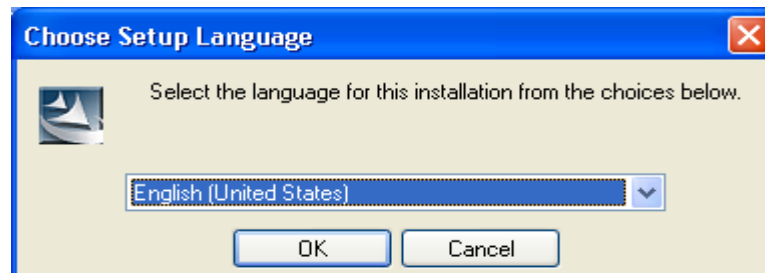 Choose Setup Language
Select the language for this installation from the choices below.
English (United States)
OK Cancel